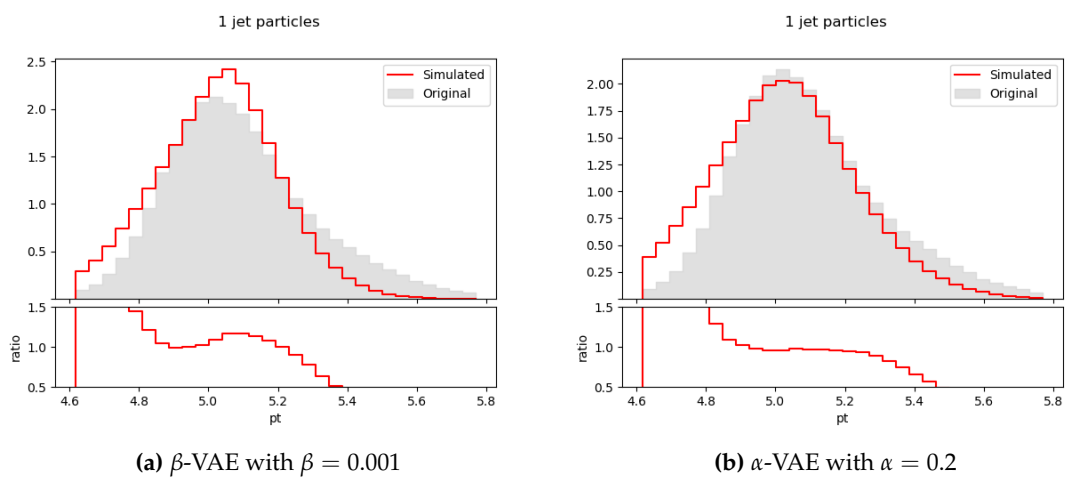 1 jet particles
2.5
2.0
1.5
1.0
0.5
Simulated
Original
1.5
1.0
0.5
ratio
4.6 4.8 5.0 5.2 5.4 5.6 5.8
pt
(a) β-VAE with β = 0.001
1 jet particles
2.00
1.75
1.50
1.25
1.00
0.75
0.50
0.25
Simulated
Original
1.5
1.0
0.5
ratio
4.6 4.8 5.0 5.2 5.4 5.6 5.8
pt
(b) α-VAE with α = 0.2